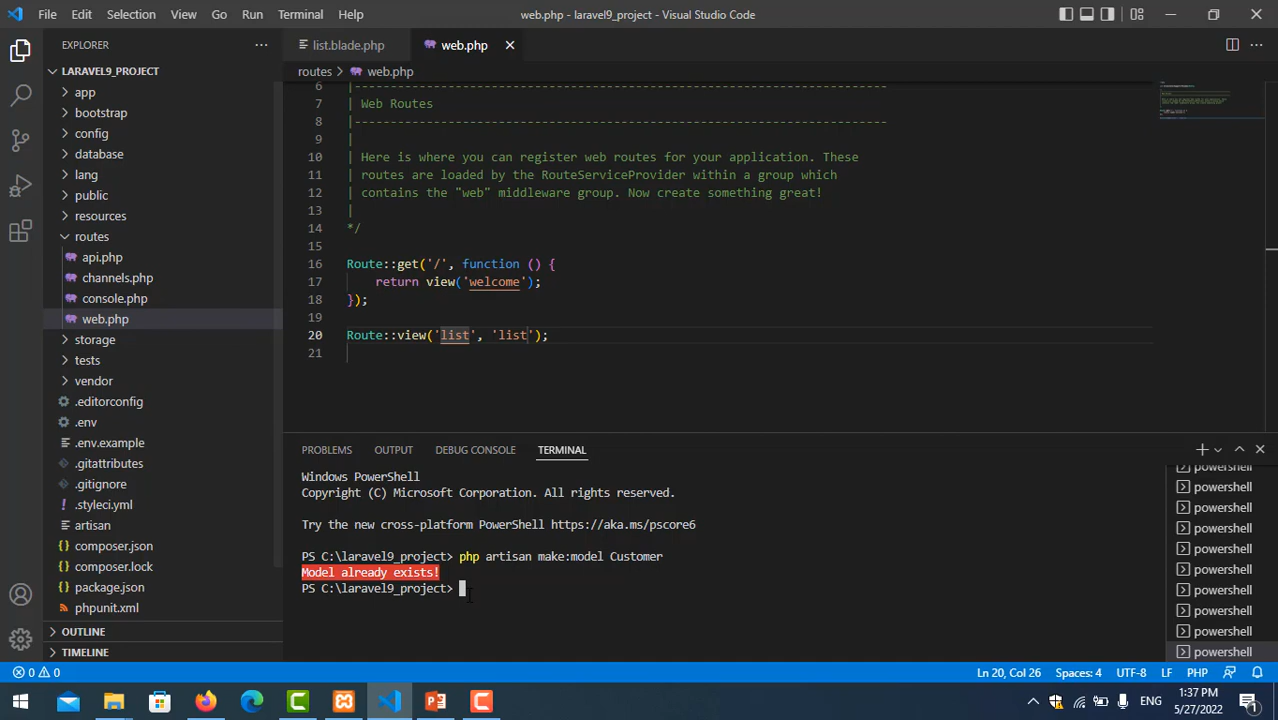 File Edit Selection View Go Run Terminal Help web.php - laravel9_project - Visual Studio Code
EXPLORER
list.blade.php
web.php
LARAVEL9_PROJECT
app
bootstrap
config
database
lang
public
resources
routes
api.php
channels.php
console.php
web.php
storage
tests
vendor
.editorconfig
.env
.env.example
.gitattributes
.gitignore
.styleci.yml
artisan
composer.json
composer.lock
package.json
phpunit.xml
OUTLINE
TIMELINE
routes > web.php
6 |--------------------------------------------------------------------------
7 | Web Routes
8 |--------------------------------------------------------------------------
9 |
10 | Here is where you can register web routes for your application. These
11 | routes are loaded by the RouteServiceProvider within a group which
12 | contains the "web" middleware group. Now create something great!
13 |
14 */
15
16 Route::get('/', function () {
17 return view('welcome');
18 });
19
20 Route::view('list', 'list');
21
PROBLEMS OUTPUT DEBUG CONSOLE TERMINAL
Windows PowerShell
Copyright (C) Microsoft Corporation. All rights reserved.
Try the new cross-platform PowerShell https://aka.ms/pscore6
PS C:\laravel9_project> php artisan make:model Customer
Model already exists!
PS C:\laravel9_project>
powershell
powershell
powershell
powershell
powershell
powershell
powershell
powershell
powershell
powershell
0 0
Ln 20, Col 26 Spaces: 4 UTF-8 LF PHP
ENG
1:37 PM
5/27/2022
1